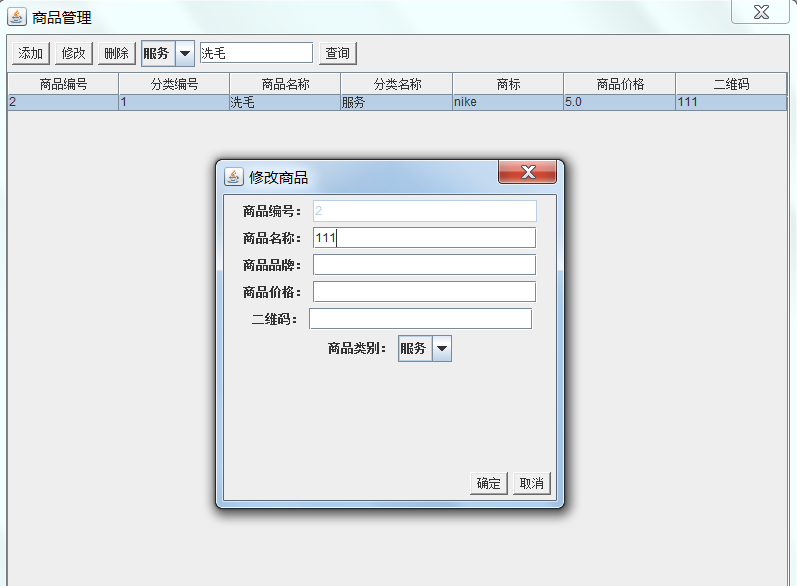 商品管理
添加 修改 删除 服务 洗毛 查询
商品编号 分类编号 商品名称 分类名称 商标 商品价格 二维码
2 1 洗毛 服务 nike 5.0 111
修改商品
商品编号： 2
商品名称： 111
商品品牌：
商品价格：
二维码：
商品类别： 服务
确定 取消